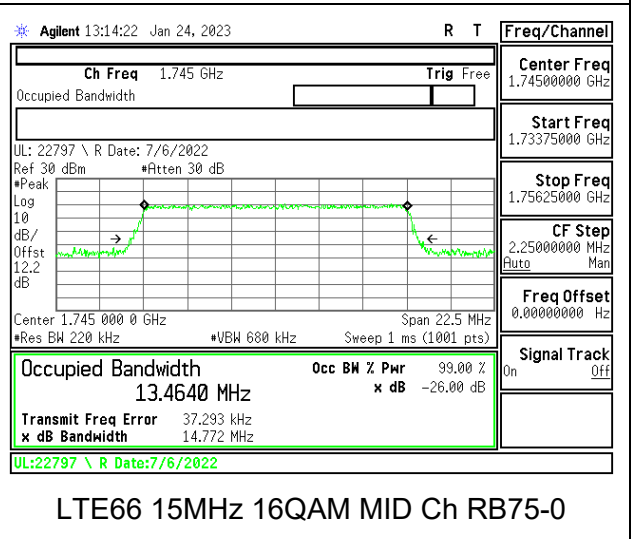 Agilent 13:14:22 Jan 24, 2023 R T Freq/Channel
Ch Freq 1.745 GHz Trig Free
Occupied Bandwidth
Center Freq
1.74500000 GHz
Start Freq
1.73375000 GHz
UL: 22797 \ R Date: 7/6/2022
Ref 30 dBm #Atten 30 dB
#Peak
Log
10
dB/
Offst
12.2
dB
Stop Freq
1.75625000 GHz
CF Step
2.25000000 MHz
Auto Man
Freq Offset
0.00000000 Hz
Center 1.745 000 0 GHz Span 22.5 MHz
#Res BW 220 kHz #VBW 680 kHz Sweep 1 ms (1001 pts)
Signal Track
On Off
Occupied Bandwidth Occ BW % Pwr 99.00 %
13.4640 MHz x dB -26.00 dB
Transmit Freq Error 37.293 kHz
x dB Bandwidth 14.772 MHz
UL:22797 \ R Date:7/6/2022
LTE66 15MHz 16QAM MID Ch RB75-0